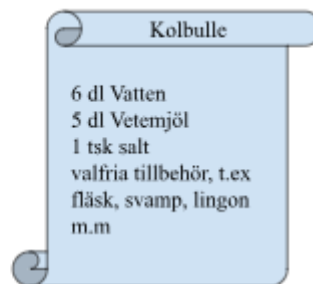 Kolbulle
6 dl Vatten
5 dl Vetemjöl
1 tsk salt
valfria tillbehör, t.ex
fläsk, svamp, lingon
m.m